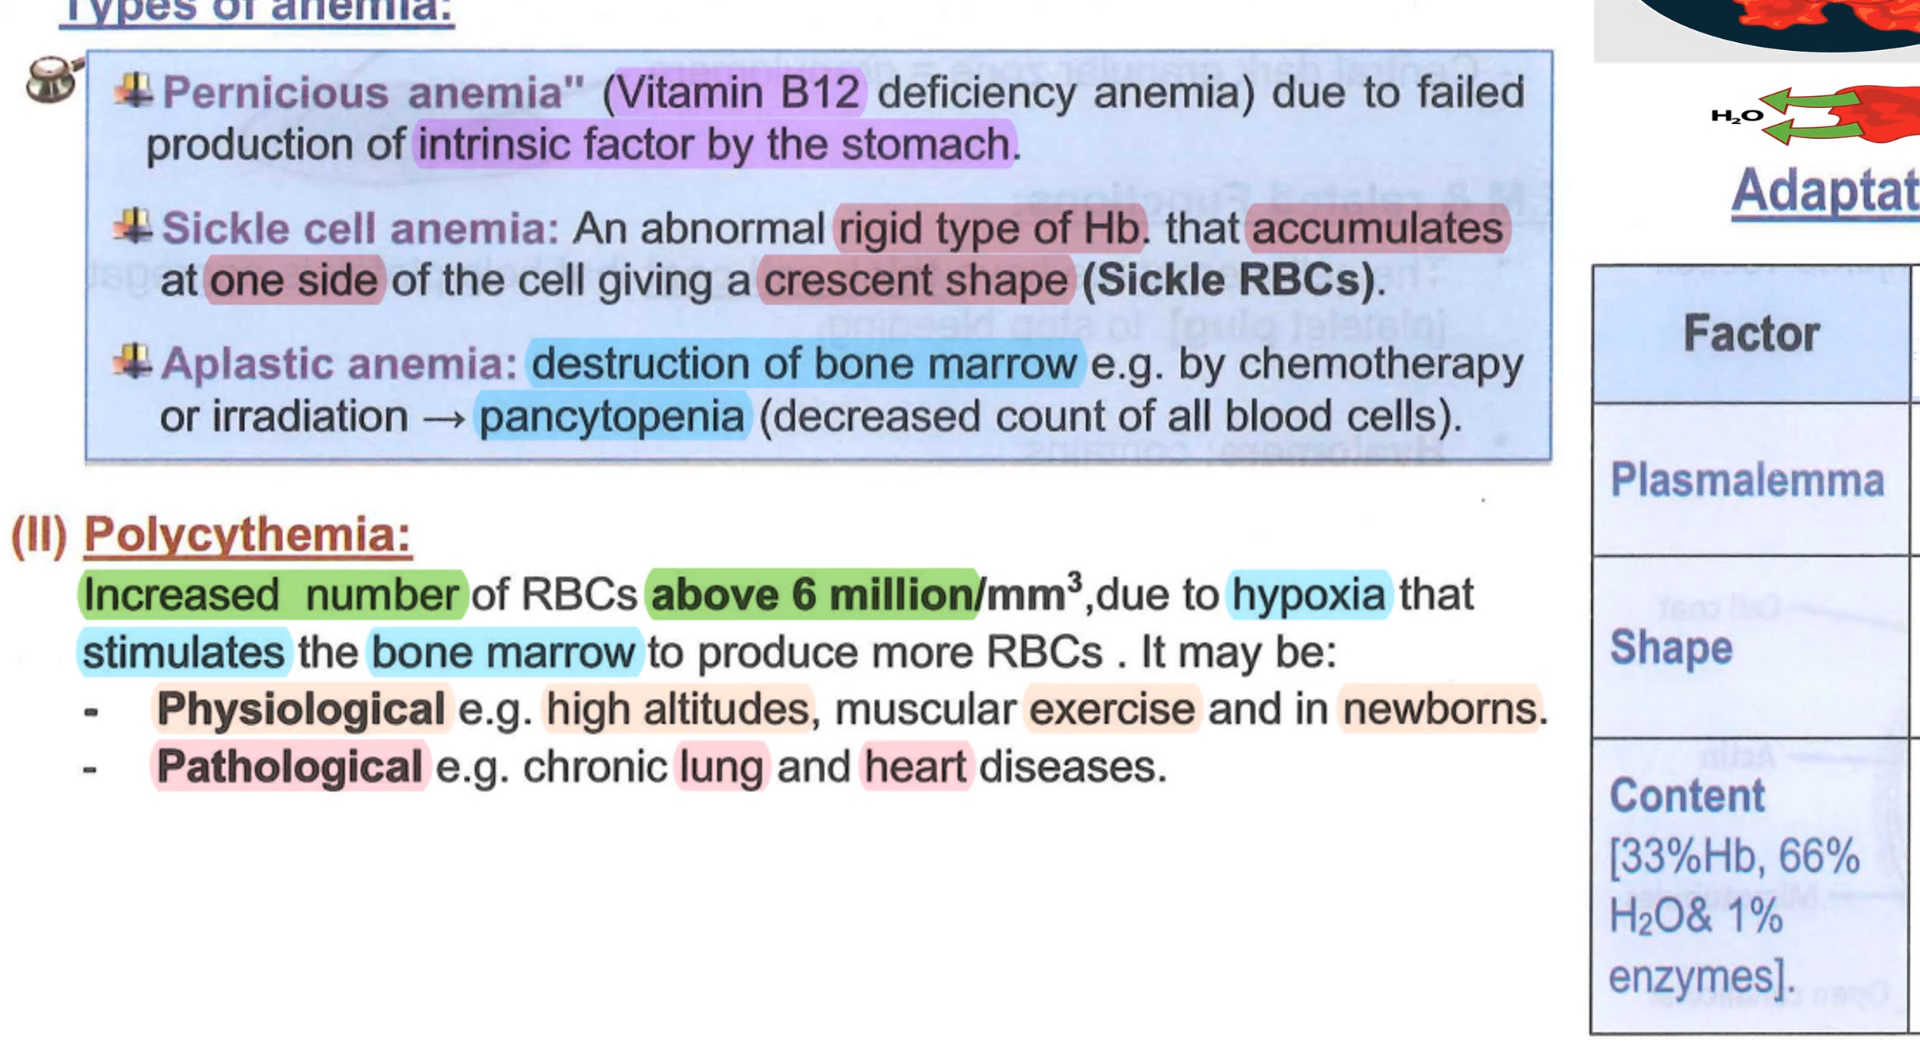 Types of anemia:
Pernicious anemia" (Vitamin B12 deficiency anemia) due to failed
production of intrinsic factor by the stomach.
Sickle cell anemia: An abnormal rigid type of Hb. that accumulates
at one side of the cell giving a crescent shape (Sickle RBCs).
Aplastic anemia: destruction of bone marrow e.g. by chemotherapy
or irradiation → pancytopenia (decreased count of all blood cells).
(II) Polycythemia:
Increased number of RBCs above 6 million/mm³,due to hypoxia that
stimulates the bone marrow to produce more RBCs . It may be:
- Physiological e.g. high altitudes, muscular exercise and in newborns.
- Pathological e.g. chronic lung and heart diseases.
H₂O
Adaptat
Factor
Plasmalemma
Shape
Content
[33%Hb, 66%
H₂O& 1%
enzymes].